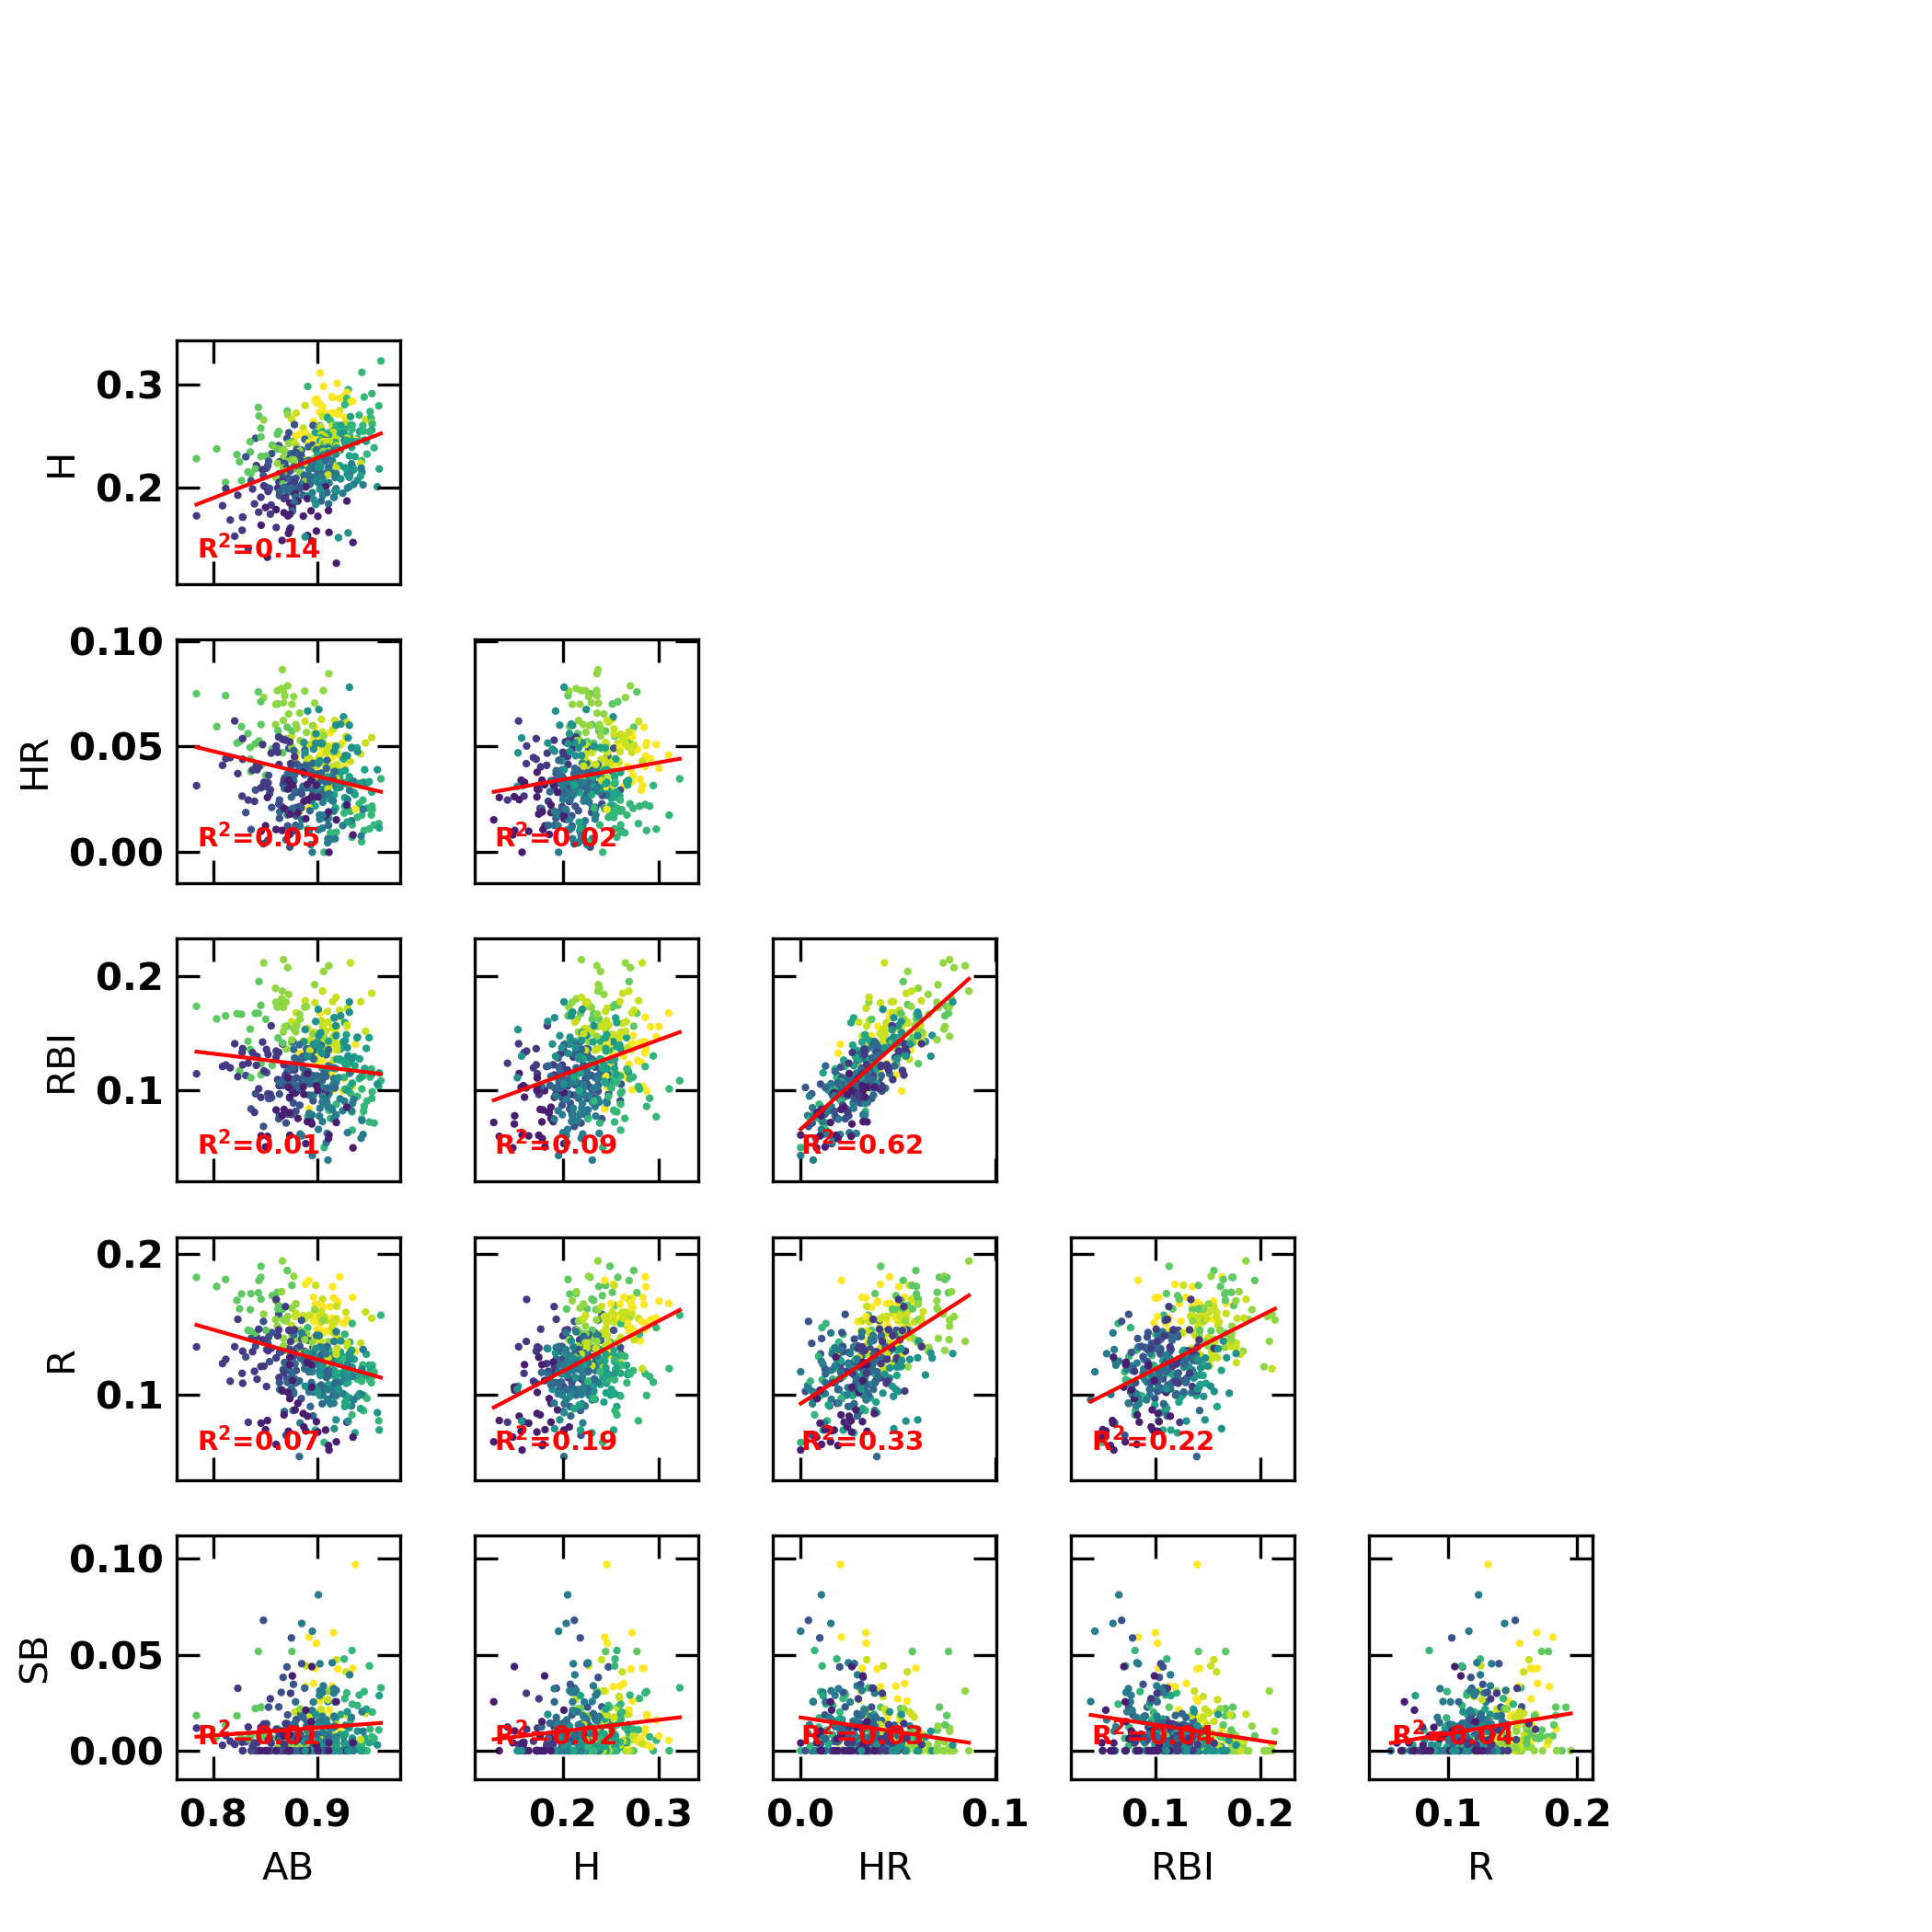 H
0.3
0.2
R²=0.14
HR
0.10
0.05
0.00
R²=0.05
R²=0.02
RBI
0.2
0.1
R²=0.01
R²=0.09
R²=0.62
R
0.2
0.1
R²=0.07
R²=0.19
R²=0.33
R²=0.22
SB
0.10
0.05
0.00
R²=0.01
R²=0.02
R²=0.03
R²=0.04
R²=0.04
0.8 0.9 0.2 0.3 0.0 0.1 0.1 0.2 0.1 0.2
AB H HR RBI R